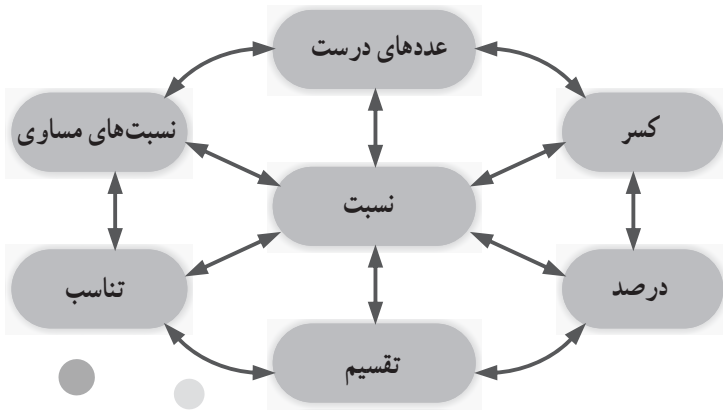 عددهای درست
کسر
نسبت‌های مساوی
نسبت
درصد
تناسب
تقسیم